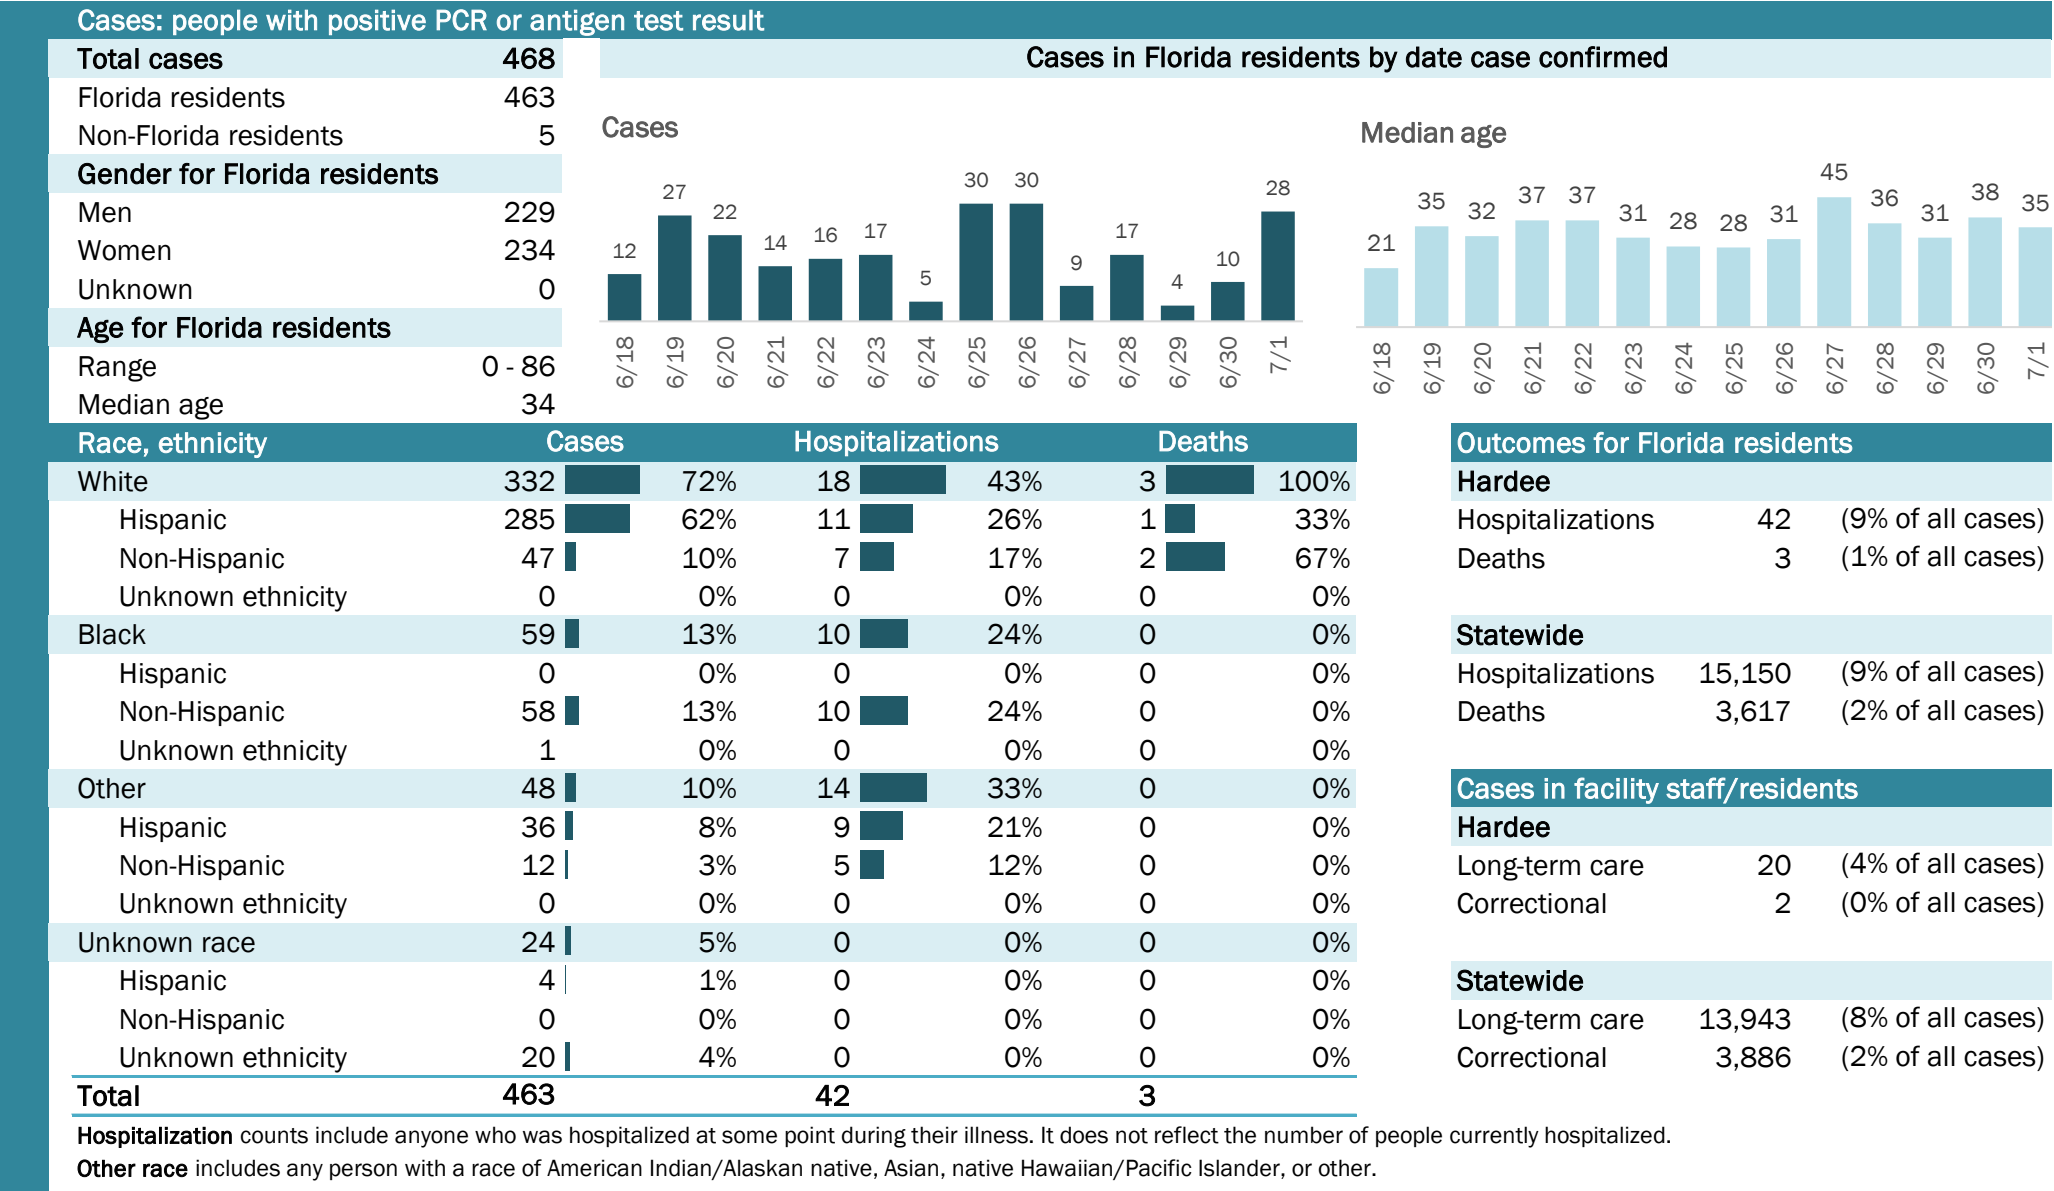 Cases: people with positive PCR or antigen test result
Total cases 468
Florida residents 463
Non-Florida residents 5
Gender for Florida residents
Men 229
Women 234
Unknown 0
Age for Florida residents
Range 0 - 86
Median age 34
Cases in Florida residents by date case confirmed
Cases
12 27 22 14 16 17 5 30 30 9 17 4 10 28
6/18 6/19 6/20 6/21 6/22 6/23 6/24 6/25 6/26 6/27 6/28 6/29 6/30 7/1
Median age
21 35 32 37 37 31 28 28 31 45 36 31 38 35
6/18 6/19 6/20 6/21 6/22 6/23 6/24 6/25 6/26 6/27 6/28 6/29 6/30 7/1
Race, ethnicity Cases Hospitalizations Deaths
White 332 72% 18 43% 3 100%
Hispanic 285 62% 11 26% 1 33%
Non-Hispanic 47 10% 7 17% 2 67%
Unknown ethnicity 0 0% 0 0% 0 0%
Black 59 13% 10 24% 0 0%
Hispanic 0 0% 0 0% 0 0%
Non-Hispanic 58 13% 10 24% 0 0%
Unknown ethnicity 1 0% 0 0% 0 0%
Other 48 10% 14 33% 0 0%
Hispanic 36 8% 9 21% 0 0%
Non-Hispanic 12 3% 5 12% 0 0%
Unknown ethnicity 0 0% 0 0% 0 0%
Unknown race 24 5% 0 0% 0 0%
Hispanic 4 1% 0 0% 0 0%
Non-Hispanic 0 0% 0 0% 0 0%
Unknown ethnicity 20 4% 0 0% 0 0%
Total 463 42 3
Outcomes for Florida residents
Hardee
Hospitalizations 42 (9% of all cases)
Deaths 3 (1% of all cases)
Statewide
Hospitalizations 15,150 (9% of all cases)
Deaths 3,617 (2% of all cases)
Cases in facility staff/residents
Hardee
Long-term care 20 (4% of all cases)
Correctional 2 (0% of all cases)
Statewide
Long-term care 13,943 (8% of all cases)
Correctional 3,886 (2% of all cases)
Hospitalization counts include anyone who was hospitalized at some point during their illness. It does not reflect the number of people currently hospitalized.
Other race includes any person with a race of American Indian/Alaskan native, Asian, native Hawaiian/Pacific Islander, or other.